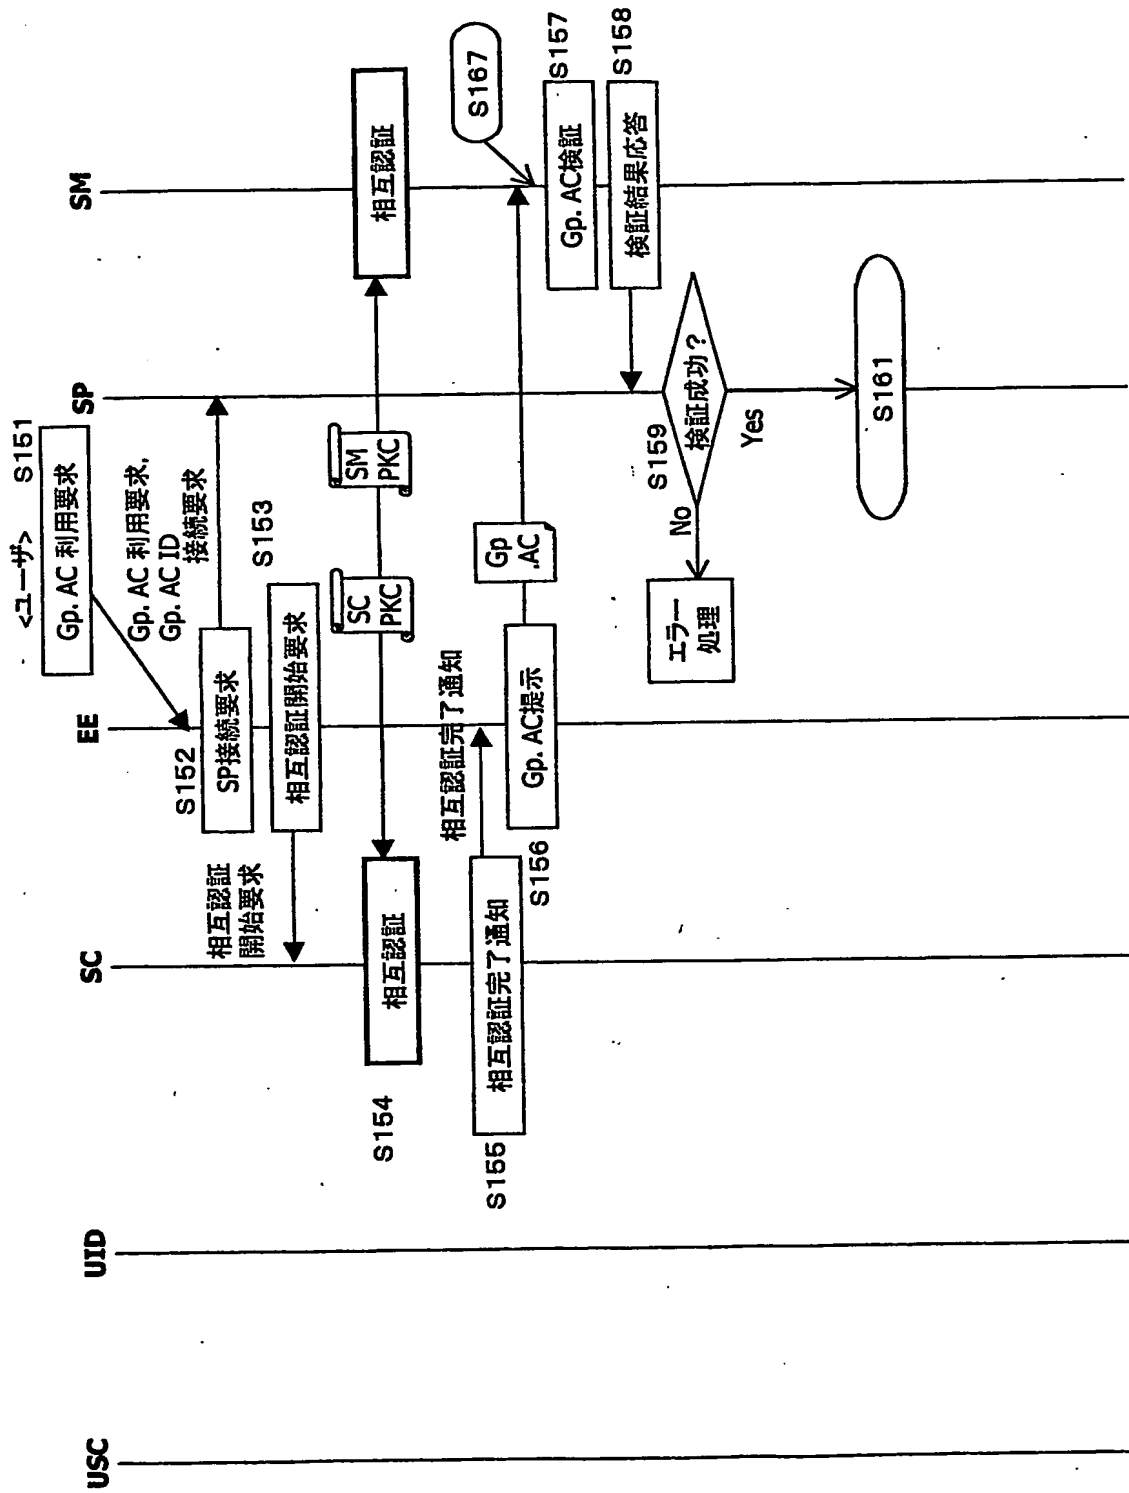 USC
UID
SC
EE
SP
SM
<ユーザ>
Gp. AC 利用要求
S151
Gp. AC 利用要求,
Gp. AC ID
接続要求
S152
SP接続要求
S153
相互認証開始要求
相互認証
開始要求
S154
相互認証
SC
PKC
SM
PKC
相互認証
S155
相互認証完了通知
相互認証完了通知
S156
Gp. AC提示
Gp
.AC
S167
Gp. AC検証
S157
検証結果応答
S158
S159
検証成功?
No
エラー
処理
Yes
S161